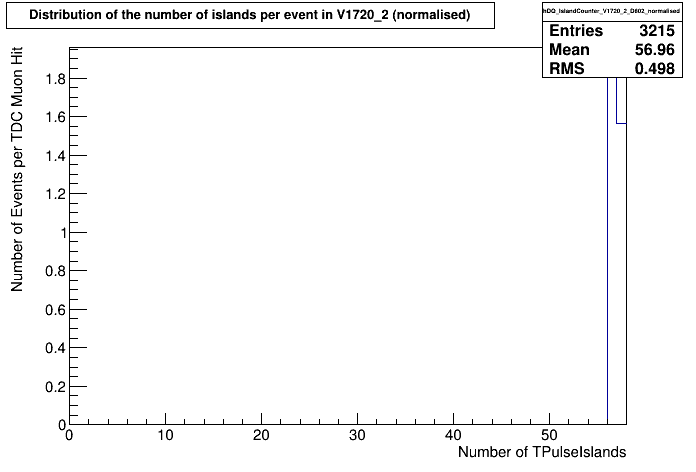 Distribution of the number of islands per event in V1720_2 (normalised)
hDQ_IslandCounter_V1720_2_D602_normalised
Entries 3215
Mean 56.96
RMS 0.498
Number of Events per TDC Muon Hit
1.8
1.6
1.4
1.2
1
0.8
0.6
0.4
0.2
0
0 10 20 30 40 50
Number of TPulseIslands